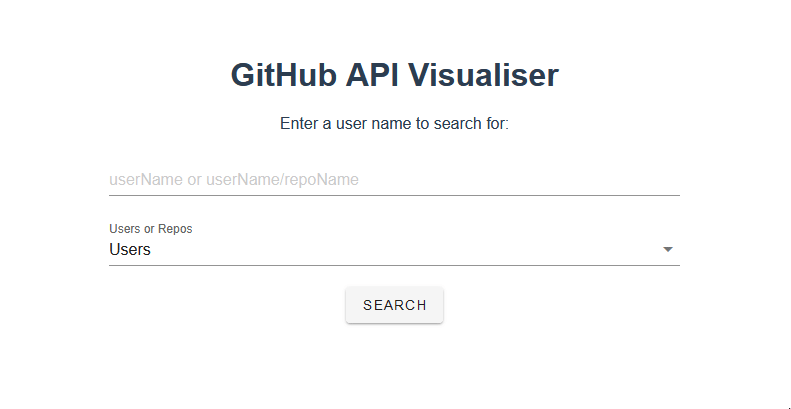 GitHub API Visualiser
Enter a user name to search for:
userName or userName/repoName
Users or Repos
Users
SEARCH